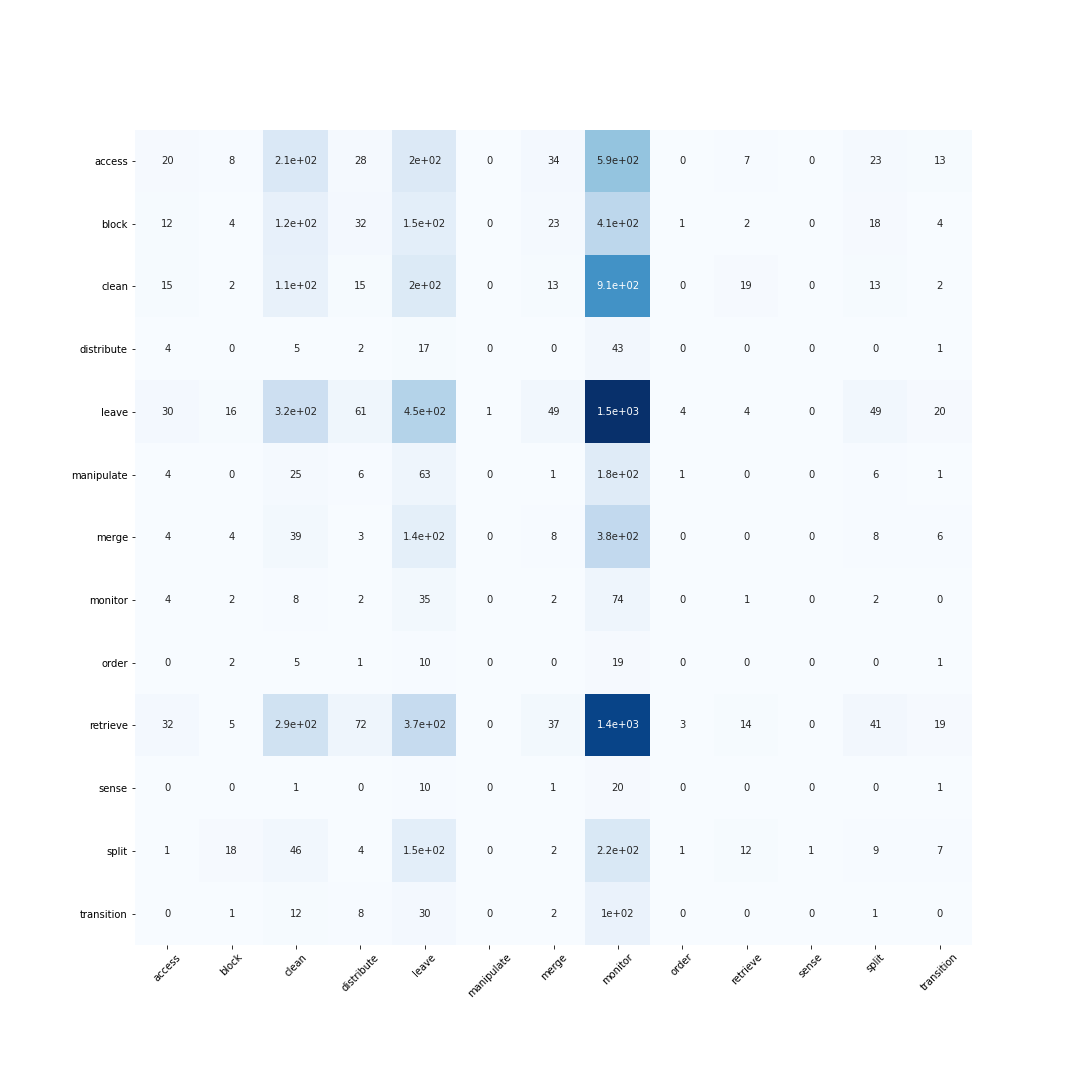 access 20 8 2.1e+02 28 2e+02 0 34 5.9e+02 0 7 0 23 13
block 12 4 1.2e+02 32 1.5e+02 0 23 4.1e+02 1 2 0 18 4
clean 15 2 1.1e+02 15 2e+02 0 13 9.1e+02 0 19 0 13 2
distribute 4 0 5 2 17 0 0 43 0 0 0 0 1
leave 30 16 3.2e+02 61 4.5e+02 1 49 1.5e+03 4 4 0 49 20
manipulate 4 0 25 6 63 0 1 1.8e+02 1 0 0 6 1
merge 4 4 39 3 1.4e+02 0 8 3.8e+02 0 0 0 8 6
monitor 4 2 8 2 35 0 2 74 0 1 0 2 0
order 0 2 5 1 10 0 0 19 0 0 0 0 1
retrieve 32 5 2.9e+02 72 3.7e+02 0 37 1.4e+03 3 14 0 41 19
sense 0 0 1 0 10 0 1 20 0 0 0 0 1
split 1 18 46 4 1.5e+02 0 2 2.2e+02 1 12 1 9 7
transition 0 1 12 8 30 0 2 1e+02 0 0 0 1 0
access block clean distribute leave manipulate merge monitor order retrieve sense split transition